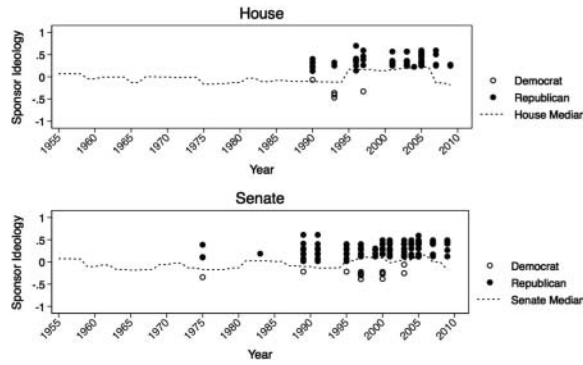 House
1
.5
0
-.5
-1
Sponsor Ideology
1955
1960
1965
1970
1975
1980
1985
1990
1995
2001
2005
2010
Year
Democrat
Republican
House Median
Senate
1
.5
0
-.5
-1
Sponsor Ideology
1955
1960
1965
1970
1975
1980
1985
1990
1995
2000
2005
2010
Year
Democrat
Republican
Senate Median